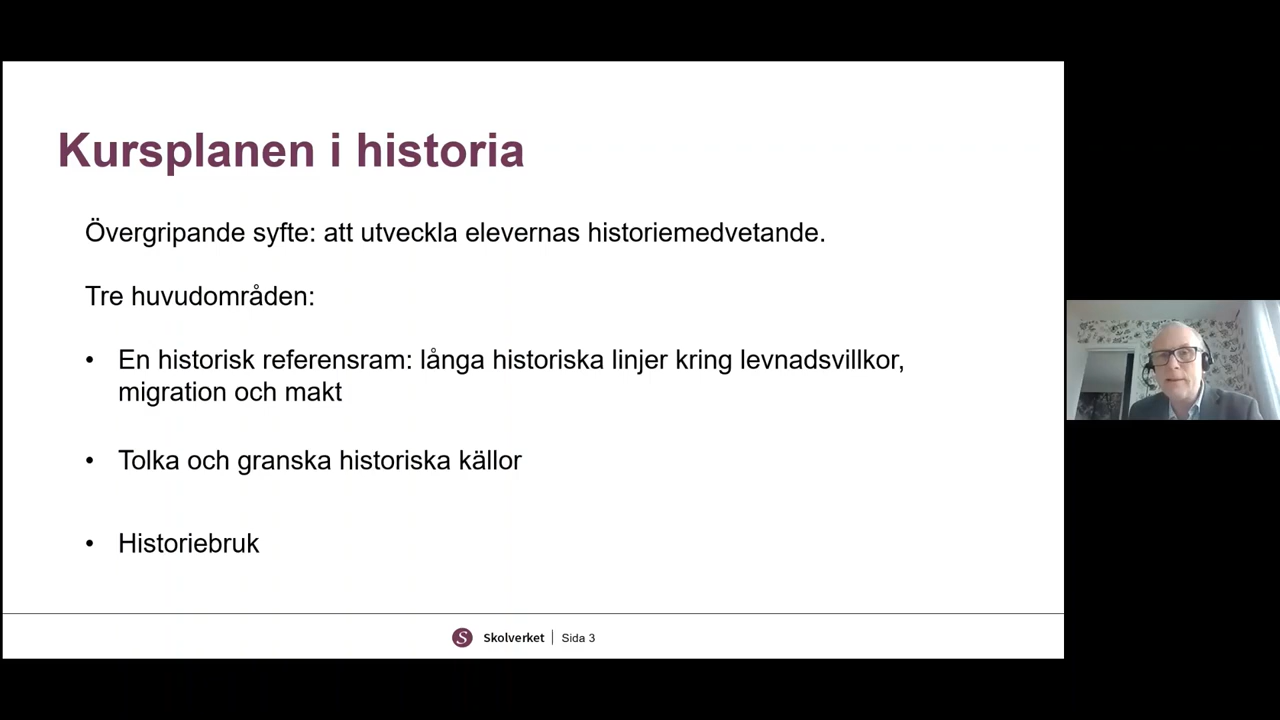 Kursplanen i historia
Övergripande syfte: att utveckla elevernas historiemedvetande.
Tre huvudområden:
• En historisk referensram: långa historiska linjer kring levnadsvillkor,
migration och makt
• Tolka och granska historiska källor
• Historiebruk
S Skolverket | Sida 3